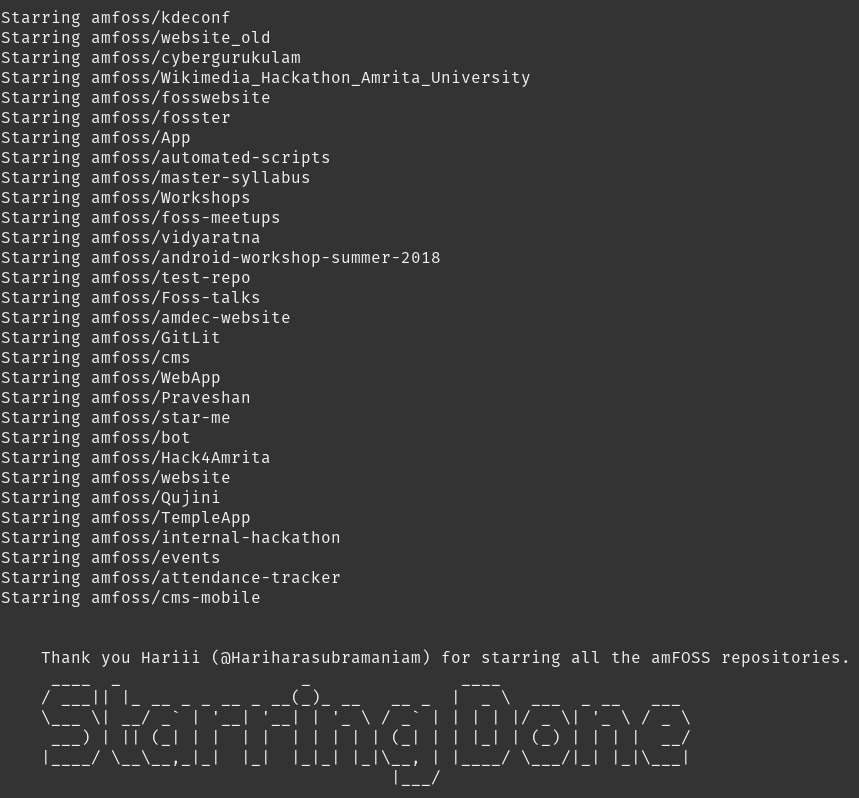 Starring amfoss/kdeconf
Starring amfoss/website_old
Starring amfoss/cybergurukulam
Starring amfoss/Wikimedia_Hackathon_Amrita_University
Starring amfoss/fosswebsite
Starring amfoss/fosster
Starring amfoss/App
Starring amfoss/automated-scripts
Starring amfoss/master-syllabus
Starring amfoss/Workshops
Starring amfoss/foss-meetups
Starring amfoss/vidyaratna
Starring amfoss/android-workshop-summer-2018
Starring amfoss/test-repo
Starring amfoss/Foss-talks
Starring amfoss/amdec-website
Starring amfoss/GitLit
Starring amfoss/cms
Starring amfoss/WebApp
Starring amfoss/Praveshan
Starring amfoss/star-me
Starring amfoss/bot
Starring amfoss/Hack4Amrita
Starring amfoss/website
Starring amfoss/Qujini
Starring amfoss/TempleApp
Starring amfoss/internal-hackathon
Starring amfoss/events
Starring amfoss/attendance-tracker
Starring amfoss/cms-mobile
Thank you Hariii (@Hariharasubramaniam) for starring all the amFOSS repositories.
Starring Done